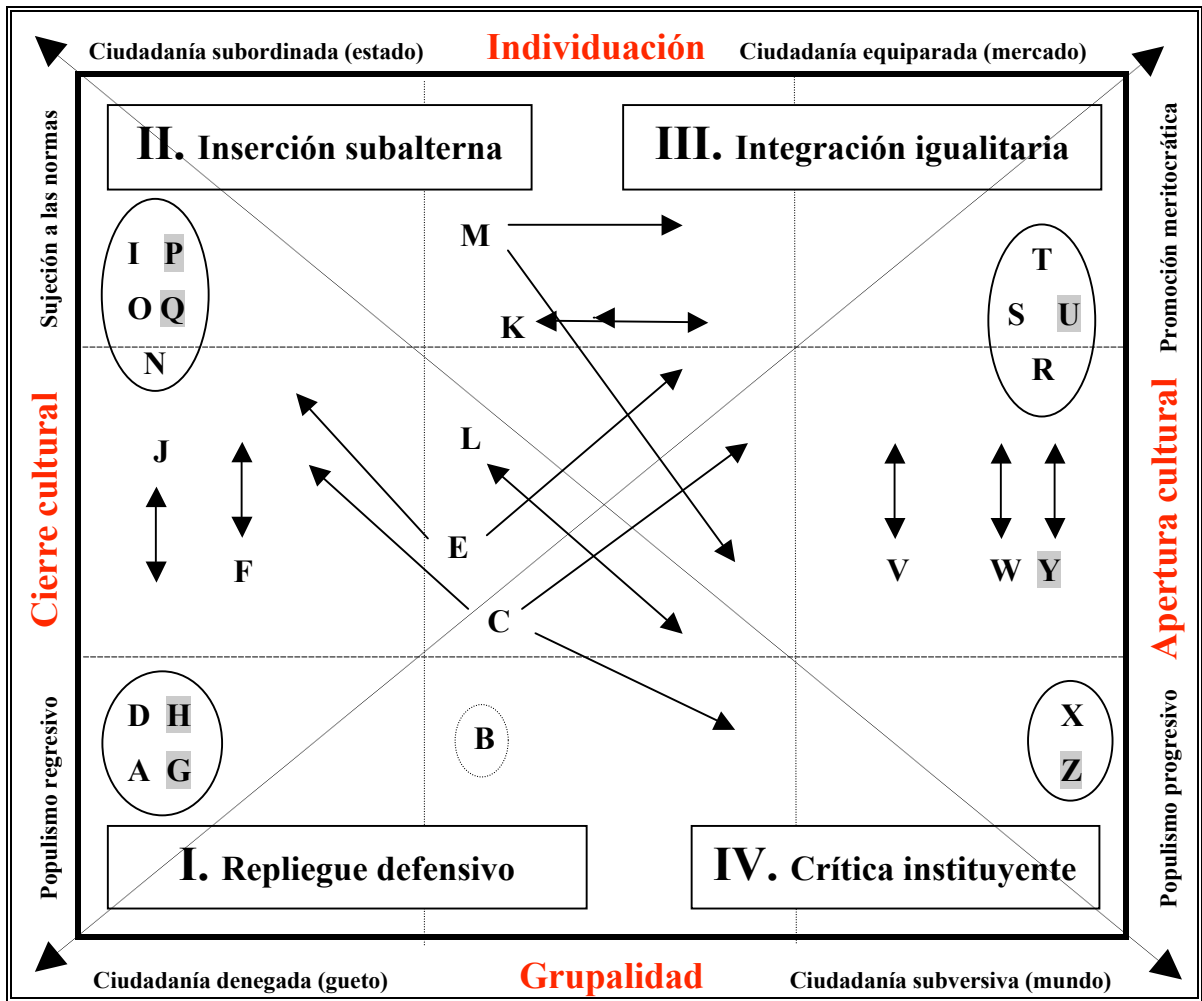 Ciudadanía subordinada (estado) Individuación Ciudadanía equiparada (mercado)
Sujeción a las normas
II. Inserción subalterna
III. Integración igualitaria
Promoción meritocrática
I P
O Q
N
M
K
T
S U
R
Cierre cultural
J
F
L
E
C
V
W Y
Apertura cultural
Populismo regresivo
D H
A G
B
X
Z
Populismo progresivo
I. Repliegue defensivo
IV. Crítica instituyente
Ciudadanía denegada (gueto) Grupalidad Ciudadanía subversiva (mundo)